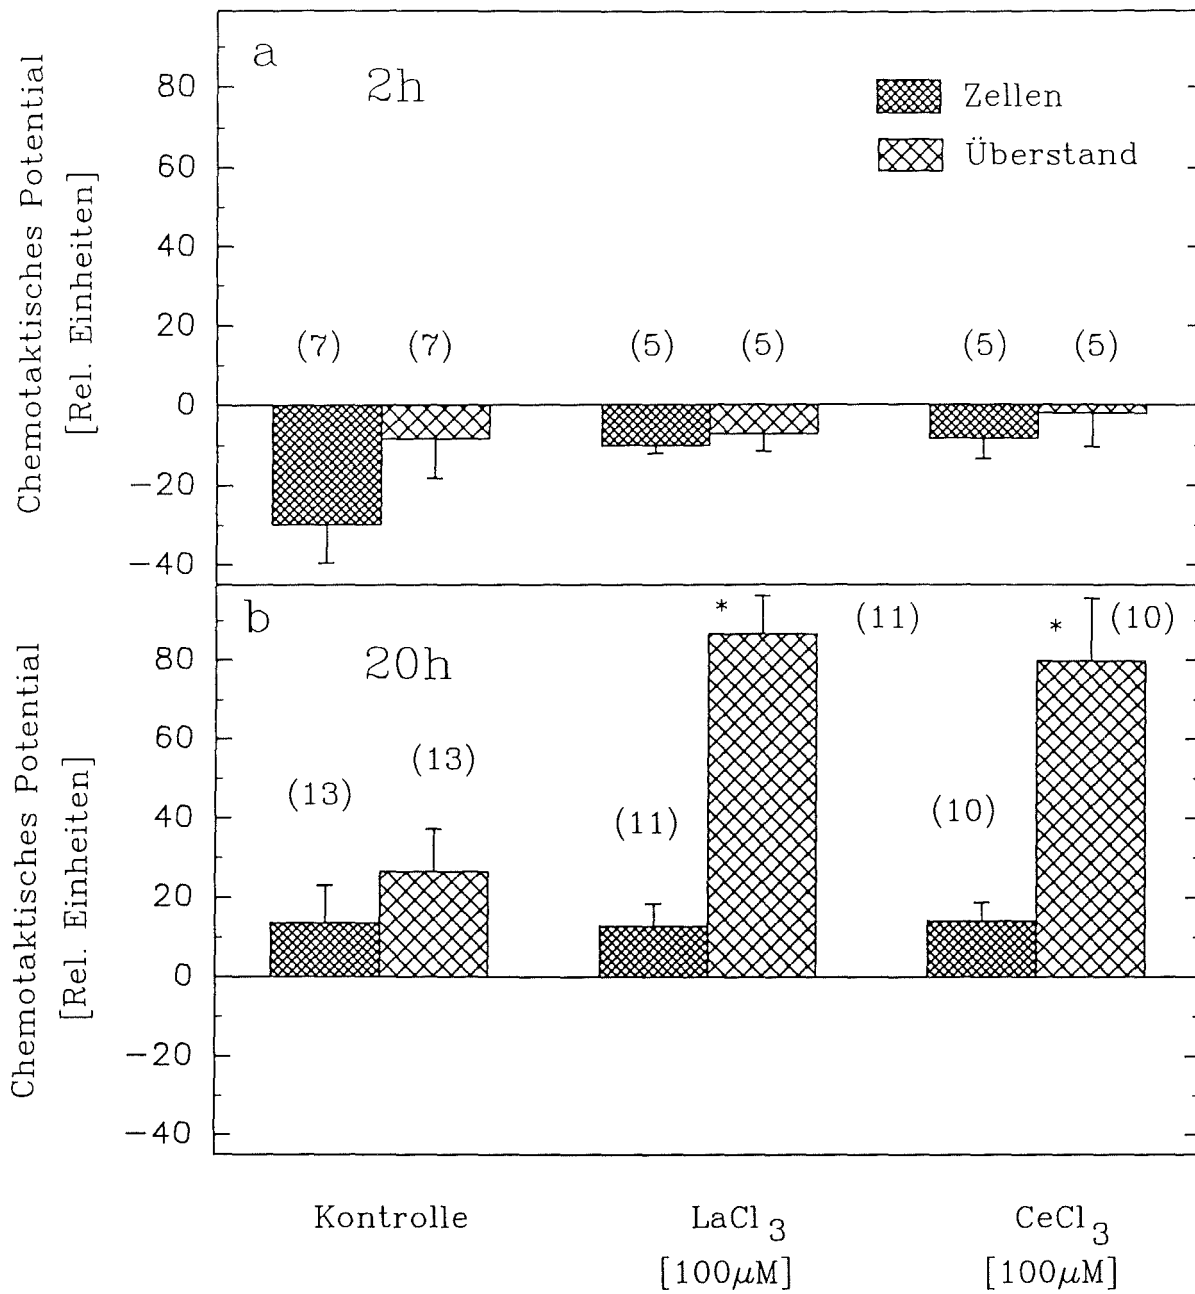 a
2h
Zellen
Überstand
Chemotaktisches Potential
[Rel. Einheiten]
80
60
40
20
0
−20
−40
(7)
(7)
(5)
(5)
(5)
(5)
b
20h
Chemotaktisches Potential
[Rel. Einheiten]
80
60
40
20
0
−20
−40
(13)
(13)
(11)
*
(11)
(10)
*
(10)
Kontrolle
LaCl₃
[100μM]
CeCl₃
[100μM]